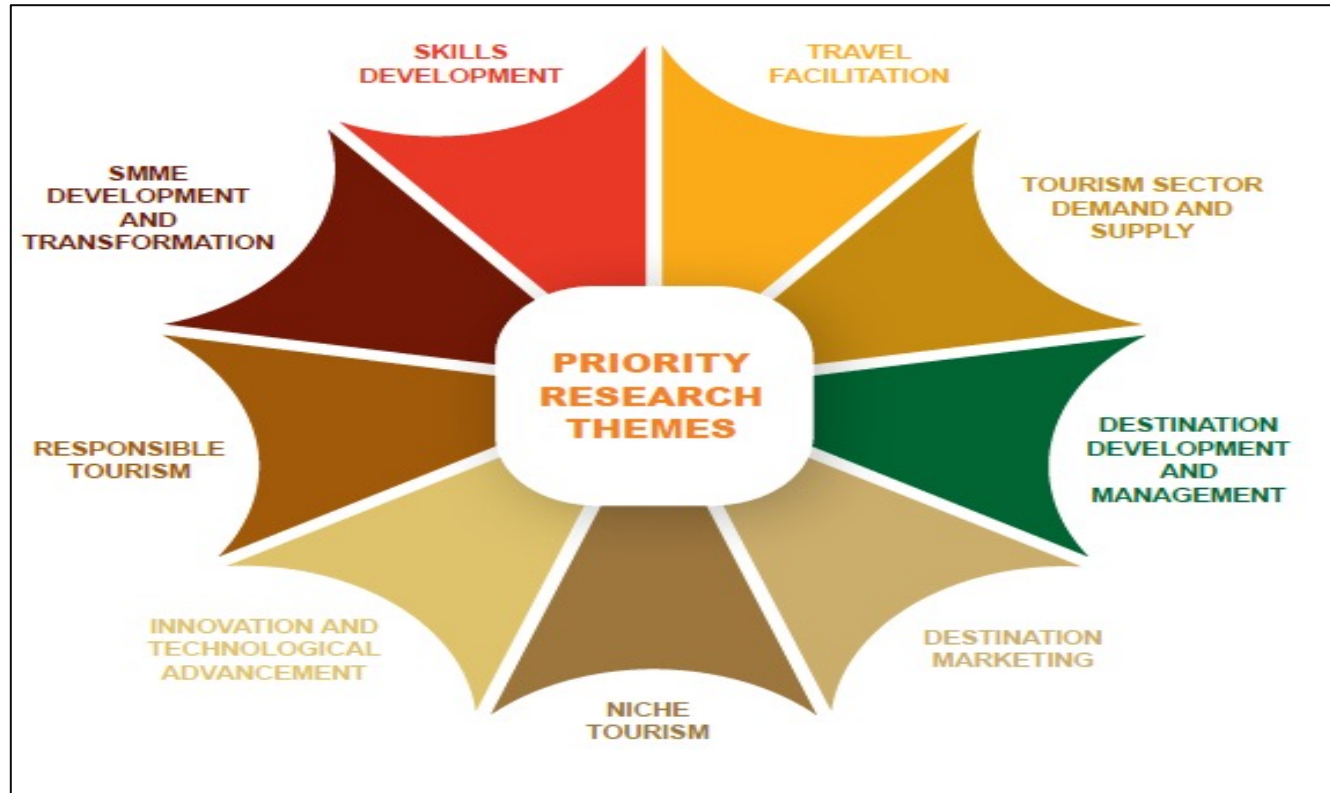 SKILLS
DEVELOPMENT
TRAVEL
FACILITATION
SMME
DEVELOPMENT
AND
TRANSFORMATION
TOURISM SECTOR
DEMAND AND
SUPPLY
PRIORITY
RESEARCH
THEMES
RESPONSIBLE
TOURISM
DESTINATION
DEVELOPMENT
AND
MANAGEMENT
INNOVATION AND
TECHNOLOGICAL
ADVANCEMENT
DESTINATION
MARKETING
NICHE
TOURISM